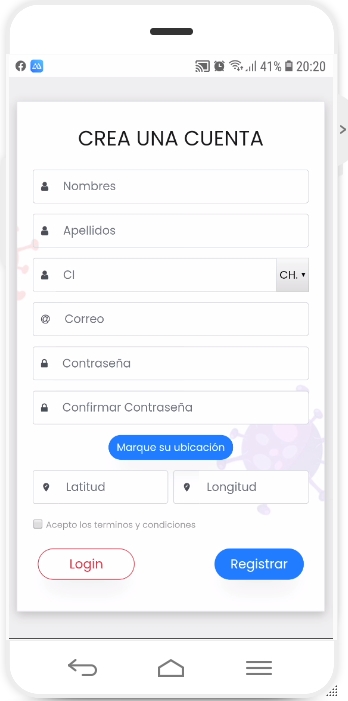 41% 20:20
CREA UNA CUENTA
Nombres
Apellidos
CI CH.
Correo
Contraseña
Confirmar Contraseña
Marque su ubicación
Latitud Longitud
Acepto los terminos y condiciones
Login Registrar